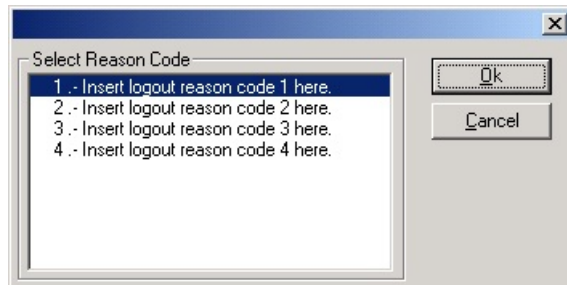 Select Reason Code
1 .- Insert logout reason code 1 here.
2 .- Insert logout reason code 2 here.
3 .- Insert logout reason code 3 here.
4 .- Insert logout reason code 4 here.
Ok
Cancel